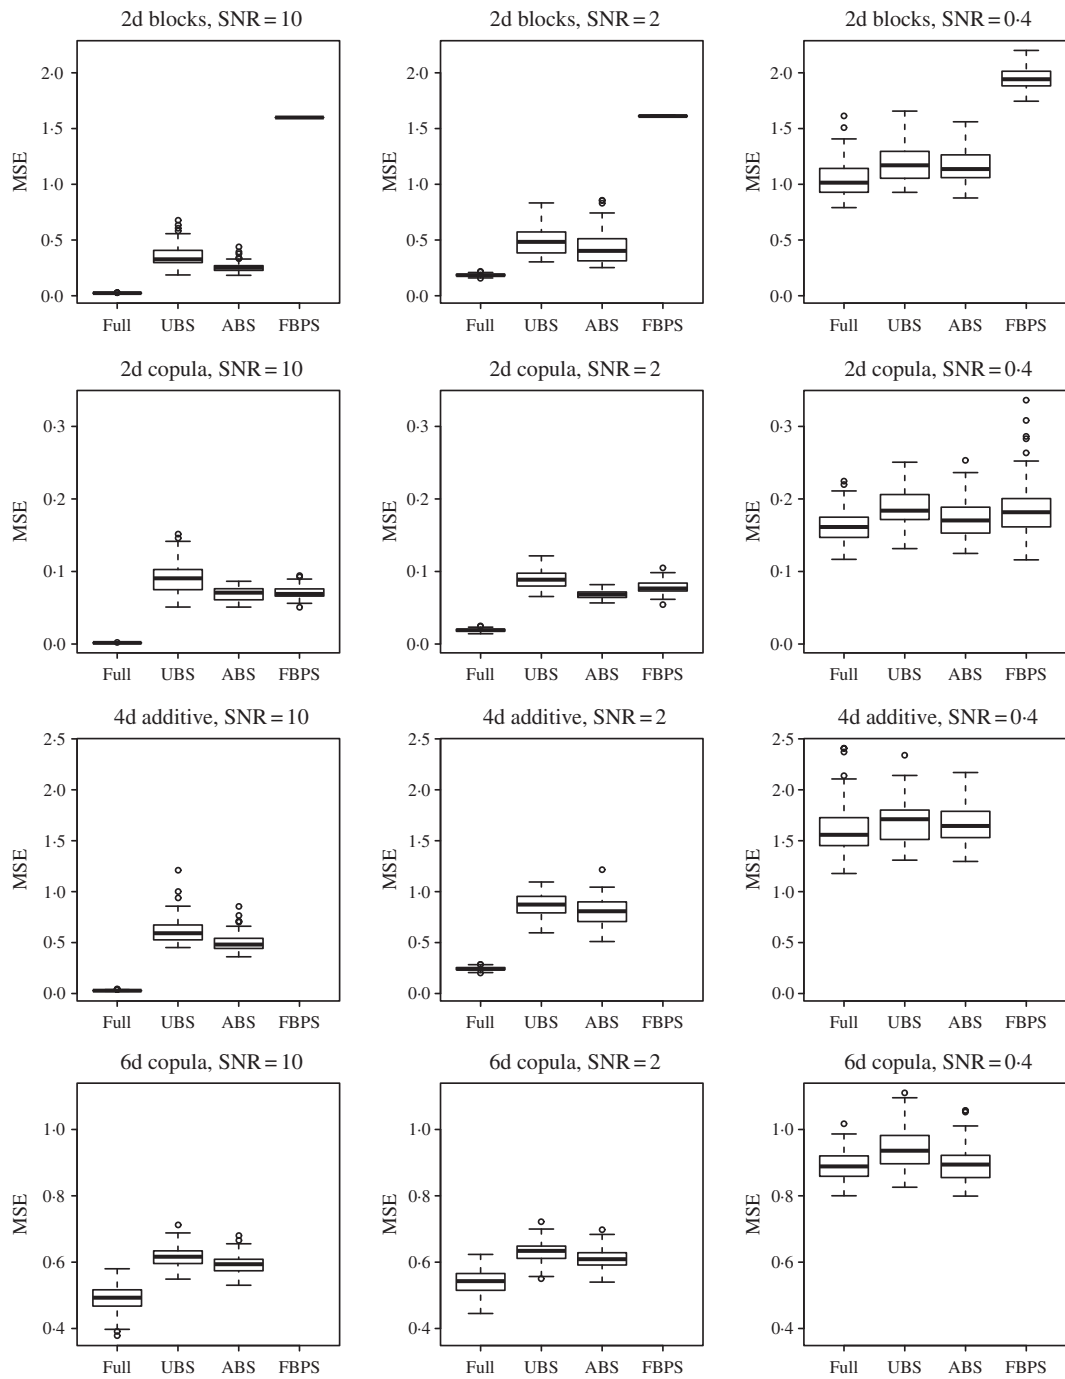 2d blocks, SNR = 10
2·0
1·5
1·0
0·5
0·0
MSE
Full UBS ABS FBPS
2d blocks, SNR = 2
2·0
1·5
1·0
0·5
0·0
MSE
Full UBS ABS FBPS
2d blocks, SNR = 0·4
2·0
1·5
1·0
0·5
0·0
MSE
Full UBS ABS FBPS
2d copula, SNR = 10
0·3
0·2
0·1
0·0
MSE
Full UBS ABS FBPS
2d copula, SNR = 2
0·3
0·2
0·1
0·0
MSE
Full UBS ABS FBPS
2d copula, SNR = 0·4
0·3
0·2
0·1
0·0
MSE
Full UBS ABS FBPS
4d additive, SNR = 10
2·5
2·0
1·5
1·0
0·5
0·0
MSE
Full UBS ABS FBPS
4d additive, SNR = 2
2·5
2·0
1·5
1·0
0·5
0·0
MSE
Full UBS ABS FBPS
4d additive, SNR = 0·4
2·5
2·0
1·5
1·0
0·5
0·0
MSE
Full UBS ABS FBPS
6d copula, SNR = 10
1·0
0·8
0·6
0·4
MSE
Full UBS ABS FBPS
6d copula, SNR = 2
1·0
0·8
0·6
0·4
MSE
Full UBS ABS FBPS
6d copula, SNR = 0·4
1·0
0·8
0·6
0·4
MSE
Full UBS ABS FBPS